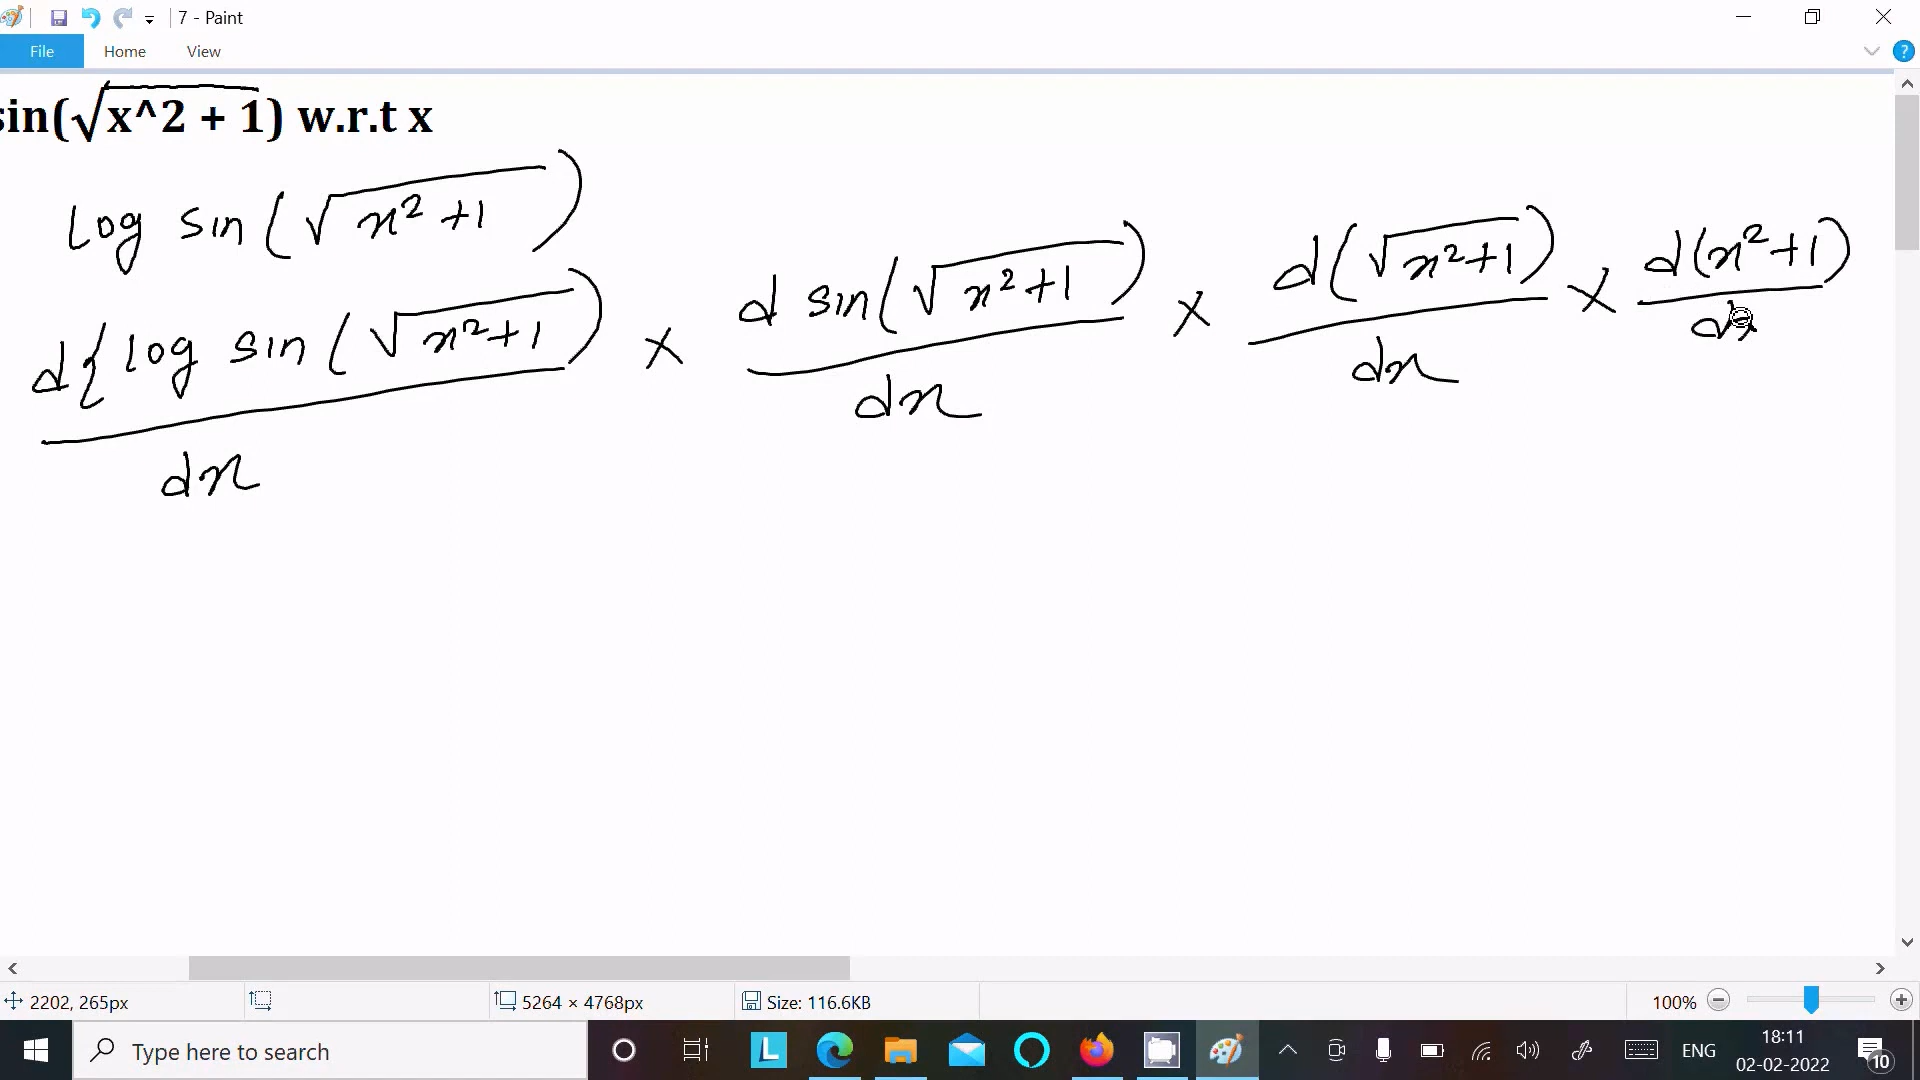 7 - Paint
File Home View
sin(√x^2 + 1) w.r.t x
log sin(√x²+1)
d{log sin(√x²+1) × d sin(√x²+1) × d(√x²+1) × d(x²+1)
dx dx dx dx
2202, 265px 5264 × 4768px Size: 116.6KB 100%
Type here to search
L
ENG
18:11
02-02-2022
10